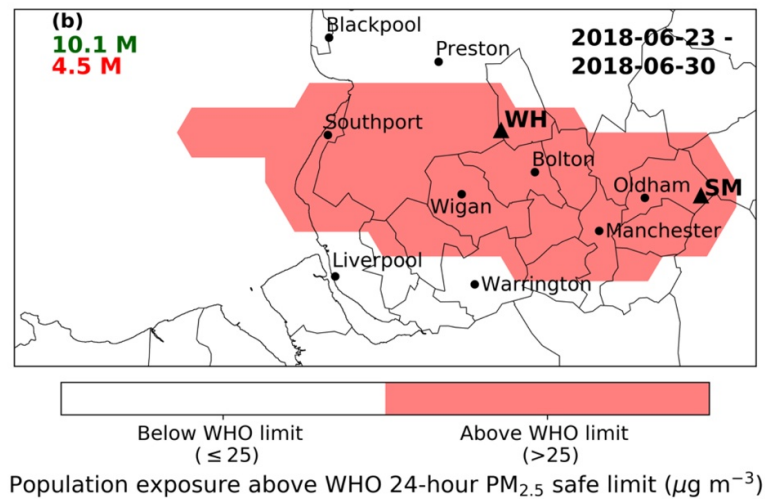 (b)
10.1 M
4.5 M
2018-06-23 -
2018-06-30
Blackpool
Preston
Southport
WH
Bolton
Oldham
SM
Wigan
Manchester
Liverpool
Warrington
Below WHO limit
(≤25)
Above WHO limit
(>25)
Population exposure above WHO 24-hour PM₂.₅ safe limit (μg m⁻³)